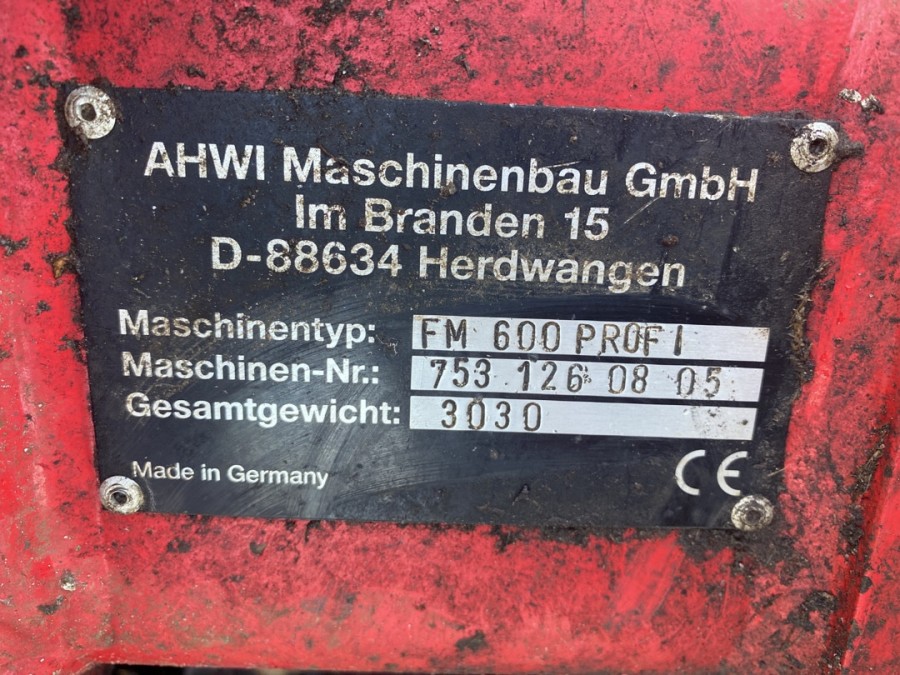 AHWI Maschinenbau GmbH
Im Branden 15
D-88634 Herdwangen
Maschinentyp: FM 600 PROFI
Maschinen-Nr.: 753 126 08 05
Gesamtgewicht: 3030
Made in Germany CE